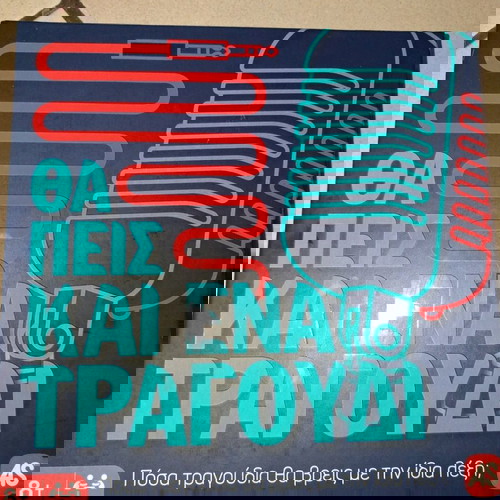 ΘΑ
ΠΕΙΣ
ΚΑΙ ΕΝΑ
ΤΡΑΓΟΥΔΙ
Πόσα τραγούδια θα βρεις με την ίδια λέξη;